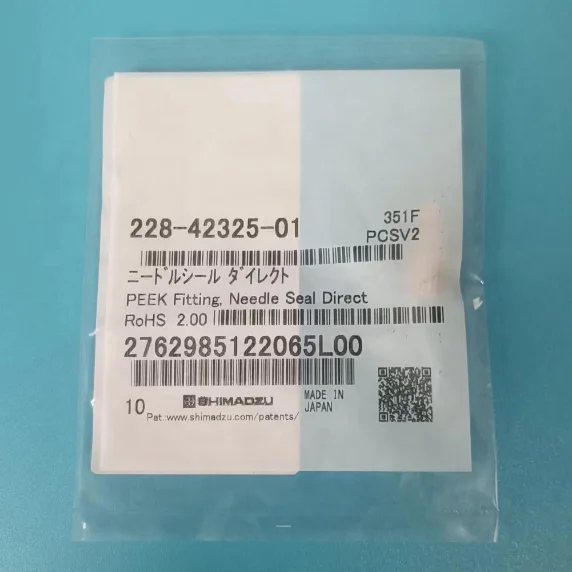 228-42325-01
351F
PCSV2
ニードルシール ダイレクト
PEEK Fitting, Needle Seal Direct
RoHS 2.00
2762985122065L00
10 SHIMADZU MADE IN
JAPAN
Pat.:www.shimadzu.com/patents/